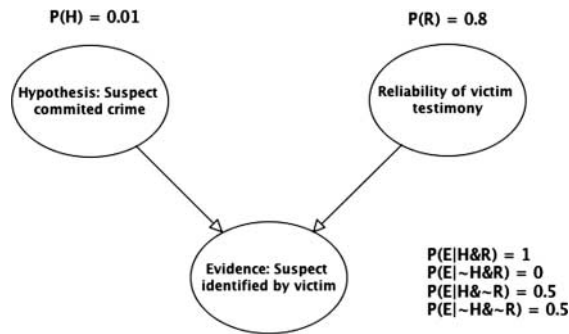 P(H) = 0.01
P(R) = 0.8
Hypothesis: Suspect
commited crime
Reliability of victim
testimony
Evidence: Suspect
identified by victim
P(E|H&R) = 1
P(E|~H&R) = 0
P(E|H&~R) = 0.5
P(E|~H&~R) = 0.5